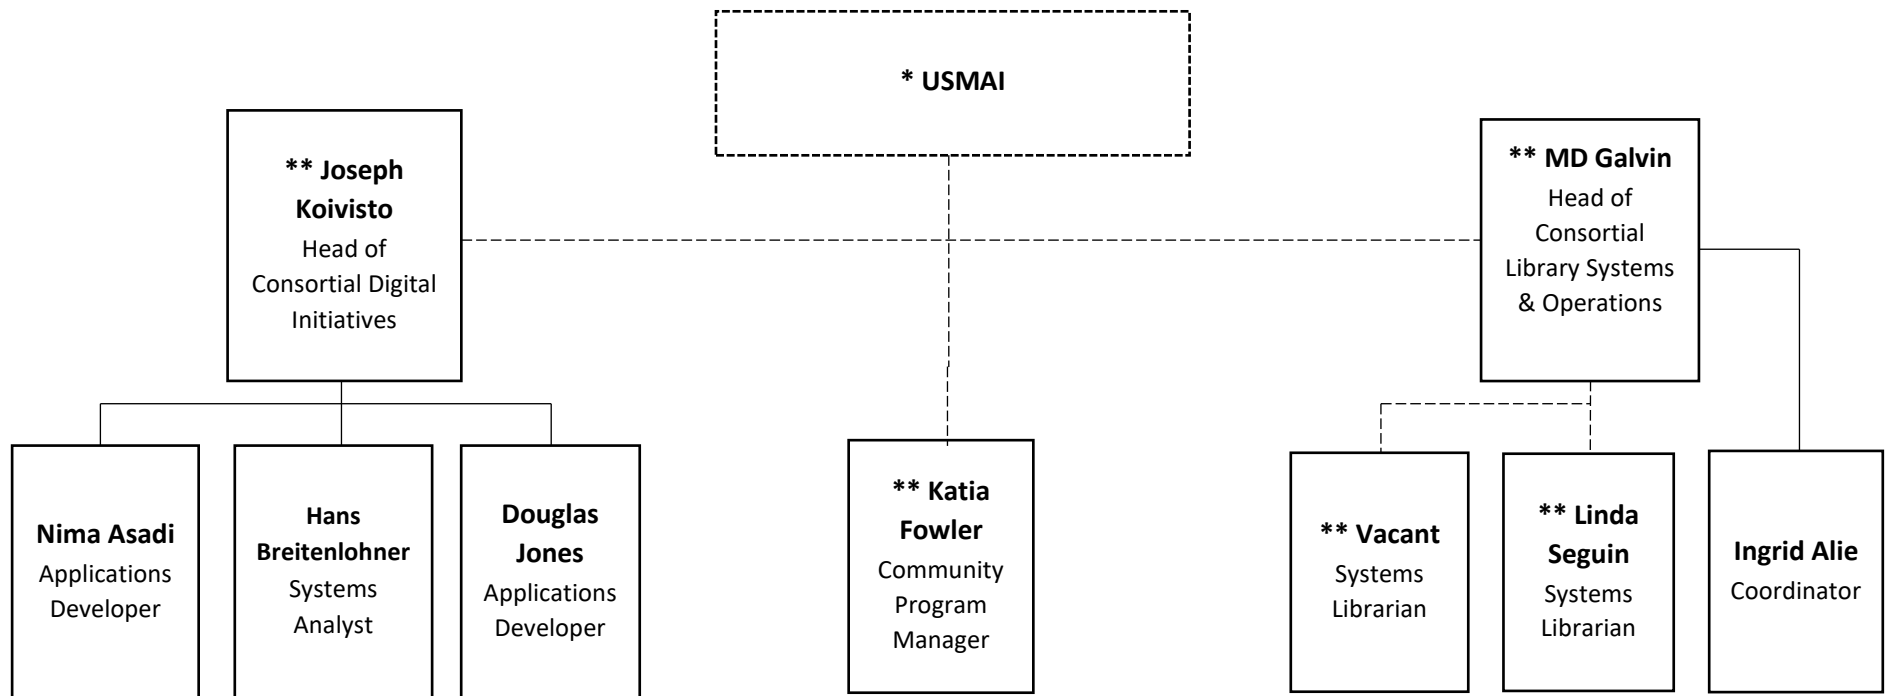 * USMAI
** Joseph
Koivisto
Head of
Consortial Digital
Initiatives
** MD Galvin
Head of
Consortial
Library Systems
& Operations
Nima Asadi
Applications
Developer
Hans
Breitenlohner
Systems
Analyst
Douglas
Jones
Applications
Developer
** Katia
Fowler
Community
Program
Manager
** Vacant
Systems
Librarian
** Linda
Seguin
Systems
Librarian
Ingrid Alie
Coordinator